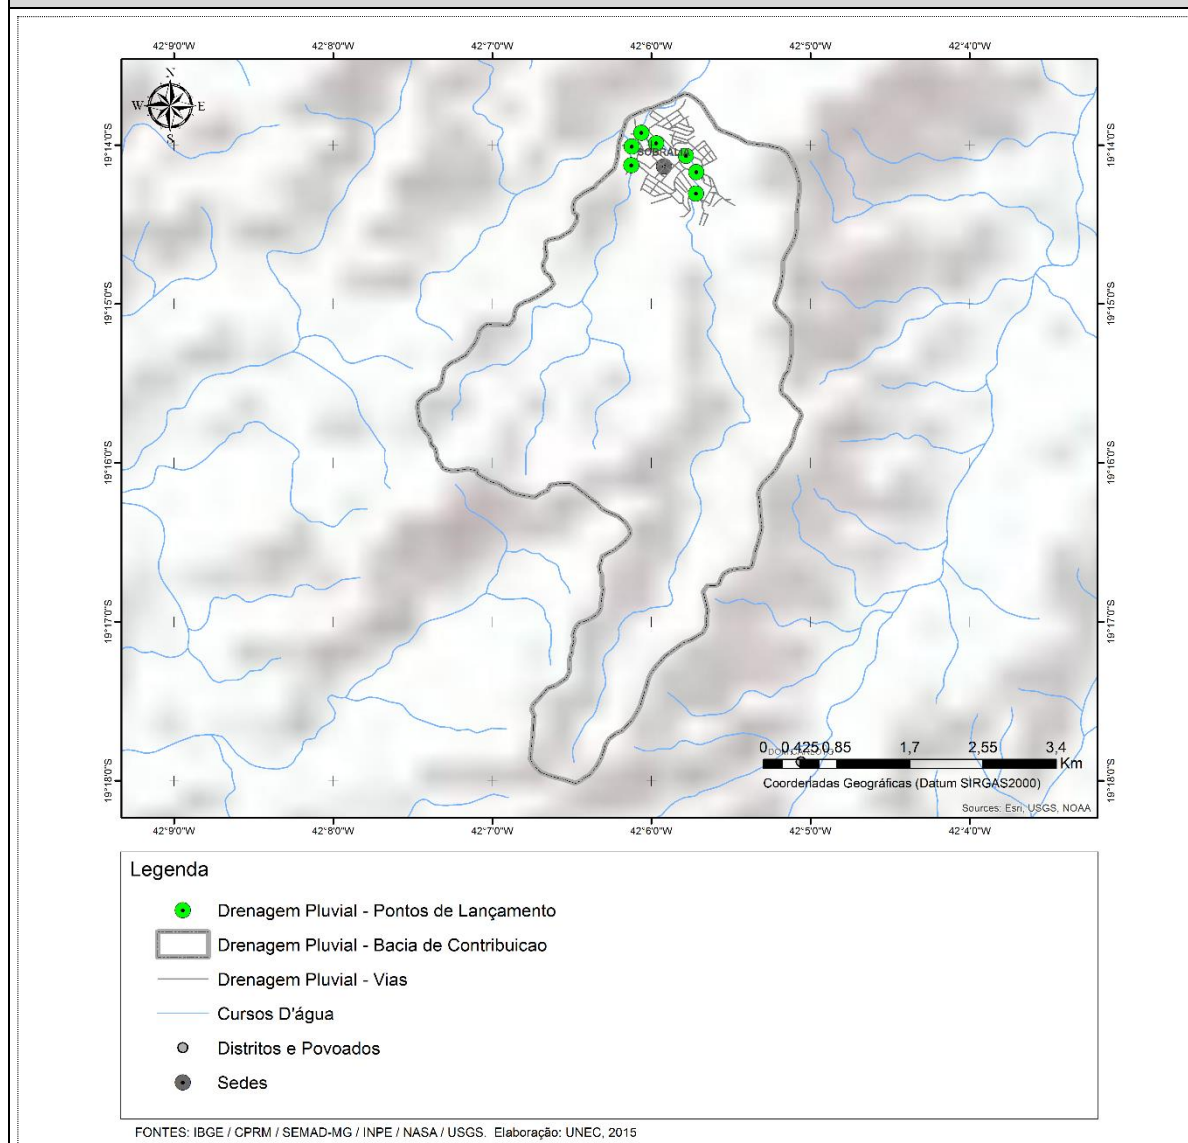 42°9'0"W 42°8'0"W 42°7'0"W 42°6'0"W 42°5'0"W 42°4'0"W
N
W E
S
19°14'0"S 19°14'0"S
SOBRÁLIA
19°15'0"S 19°15'0"S
19°16'0"S 19°16'0"S
19°17'0"S 19°17'0"S
19°18'0"S 19°18'0"S
0 0,425 0,85 1,7 2,55 3,4
Km
Coordenadas Geográficas (Datum SIRGAS2000)
Sources: Esri, USGS, NOAA
42°9'0"W 42°8'0"W 42°7'0"W 42°6'0"W 42°5'0"W 42°4'0"W
Legenda
Drenagem Pluvial - Pontos de Lançamento
Drenagem Pluvial - Bacia de Contribuicao
Drenagem Pluvial - Vias
Cursos D'água
Distritos e Povoados
Sedes
FONTES: IBGE / CPRM / SEMAD-MG / INPE / NASA / USGS. Elaboração: UNEC, 2015